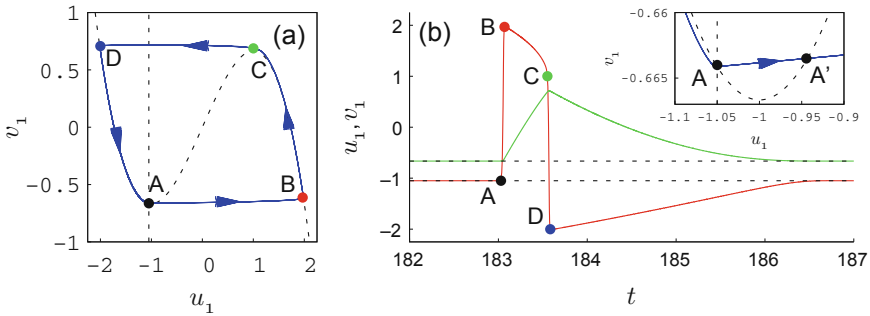 (a)
v₁
1
0.5
0
−0.5
−1
D
C
A
B
−2 −1 0 1 2
u₁
(b)
u₁, v₁
2
1
0
−1
−2
B
C
A
D
182 183 184 185 186 187
t
v₁
−0.66
−0.665
A
A'
−1.1 −1.05 −1 −0.95 −0.9
u₁